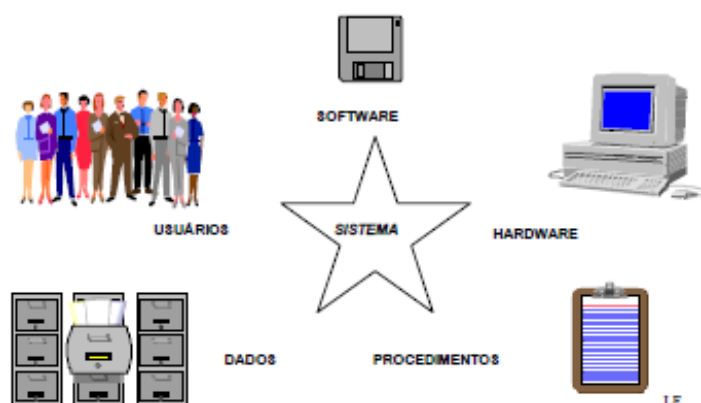 SOFTWARE
USUÁRIOS
SISTEMA
HARDWARE
DADOS
PROCEDIMENTOS